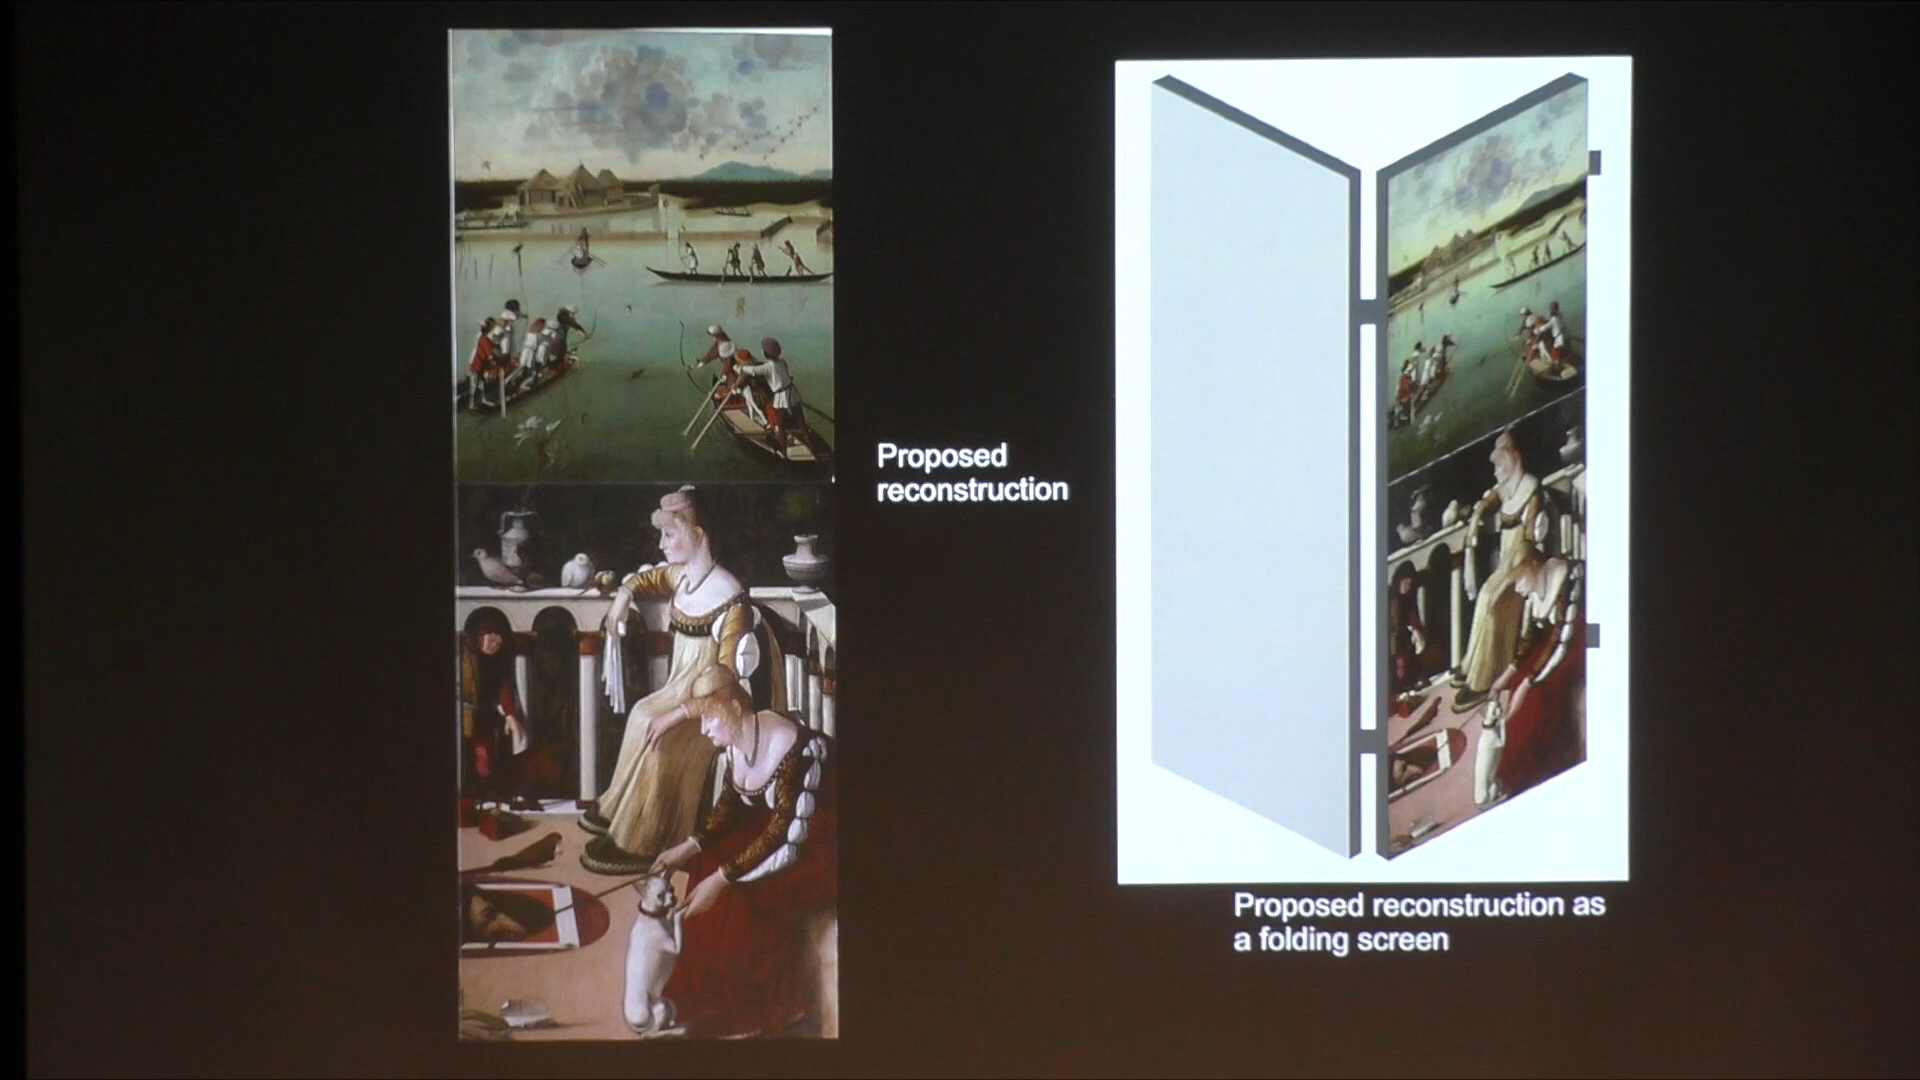 Proposed
reconstruction
Proposed reconstruction as
a folding screen